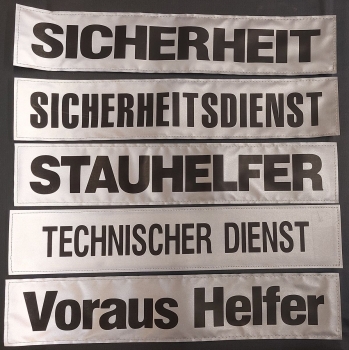 SICHERHEIT
SICHERHEITSDIENST
STAUHELFER
TECHNISCHER DIENST
Voraus Helfer